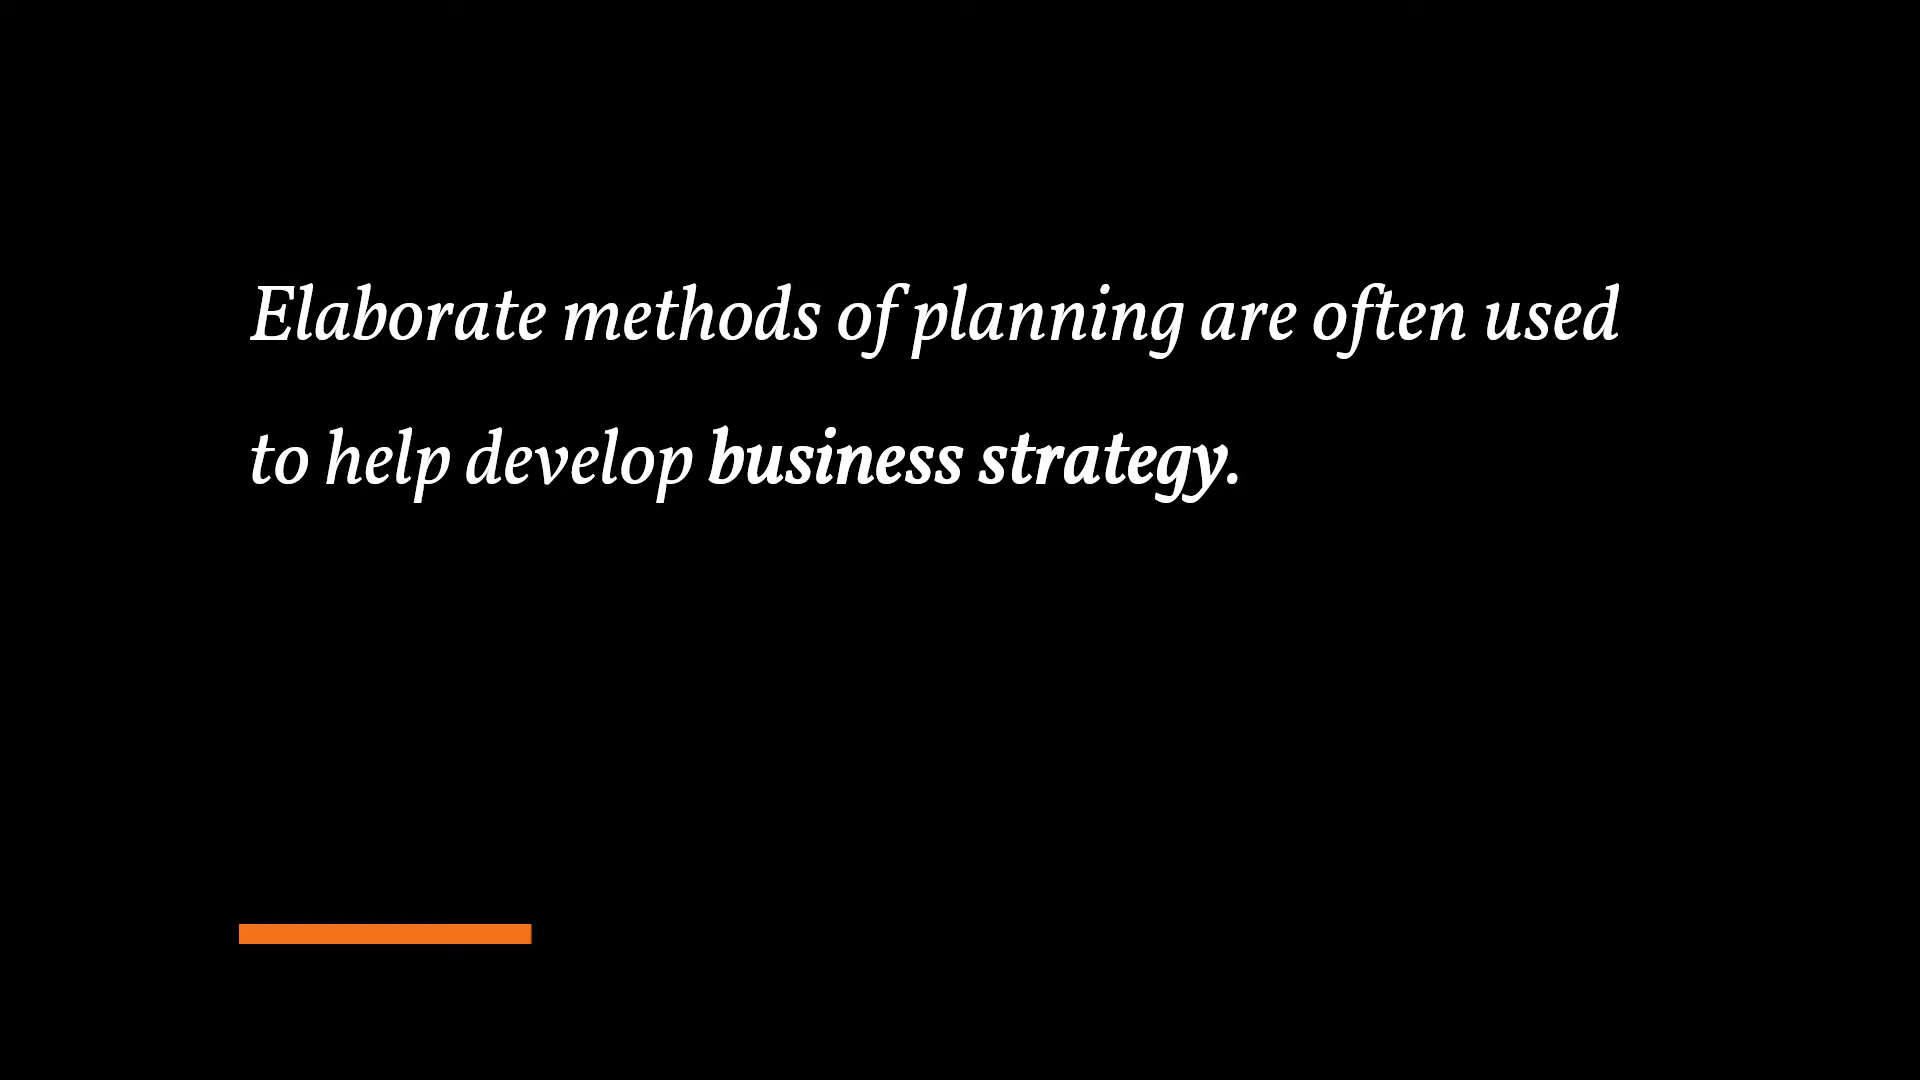 Elaborate methods of planning are often used
to help develop business strategy.